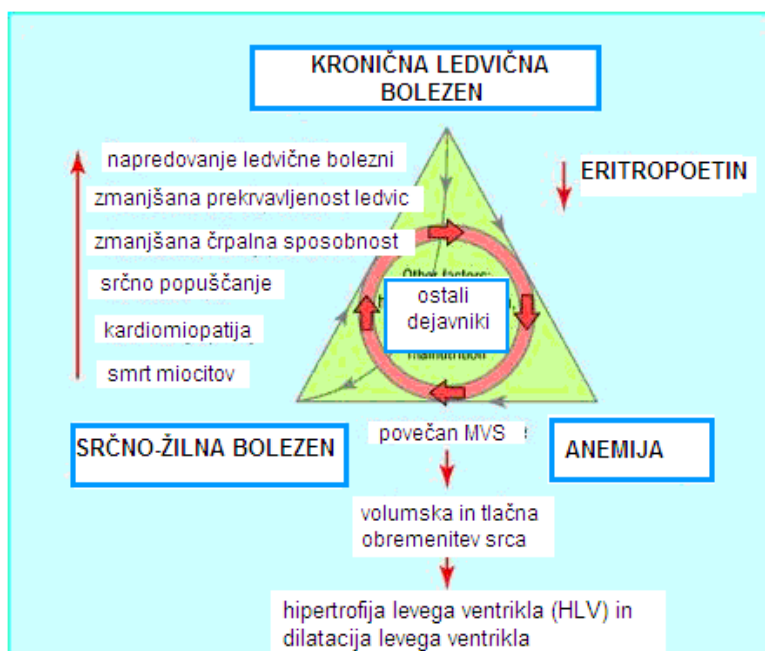 KRONIČNA LEDVIČNA
BOLEZEN
napredovanje ledvične bolezni
zmanjšana prekrvavljenost ledvic
zmanjšana črpalna sposobnost
srčno popuščanje
kardiomiopatija
smrt miocitov
ERITROPOETIN
Other factors:
ostali
dejavniki
malnutrition
SRČNO-ŽILNA BOLEZEN
povečan MVS
ANEMIJA
volumska in tlačna
obremenitev srca
hipertrofija levega ventrikla (HLV) in
dilatacija levega ventrikla